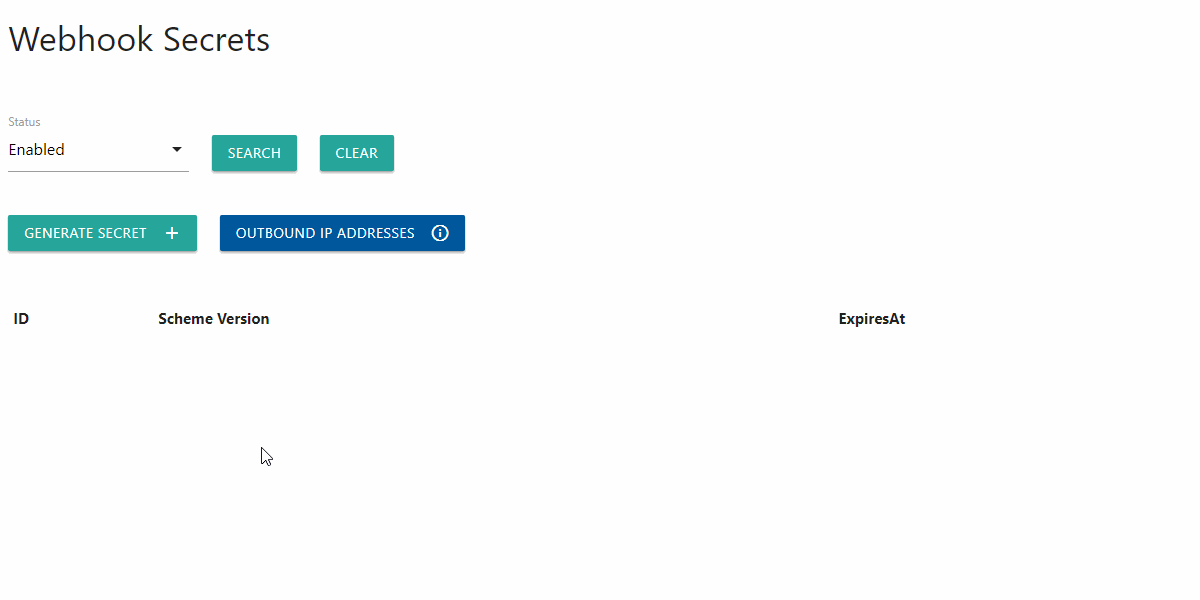 Webhook Secrets
Status
Enabled
SEARCH
CLEAR
GENERATE SECRET
OUTBOUND IP ADDRESSES
ID Scheme Version ExpiresAt